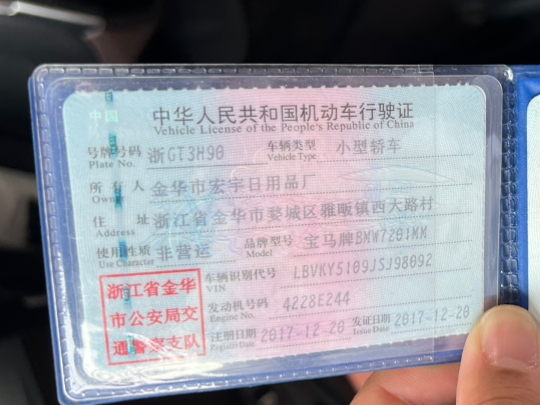 中华人民共和国机动车行驶证
Vehicle License of the People's Republic of China
号牌号码 浙GT3H90 车辆类型 小型轿车
Plate No. Vehicle Type
所有人 金华市宏宇日用品厂
Owner
住址 浙江省金华市婺城区雅畈镇西大路村
Address
使用性质 非营运 品牌型号 宝马牌BMW7201MM
Use Character Model
浙江省金华
市公安局交
通警察支队
车辆识别代号 LBVKY5109JSJ98092
VIN
发动机号码 4228E244
Engine No.
注册日期 2017-12-20 发证日期 2017-12-20
Register Date Issue Date